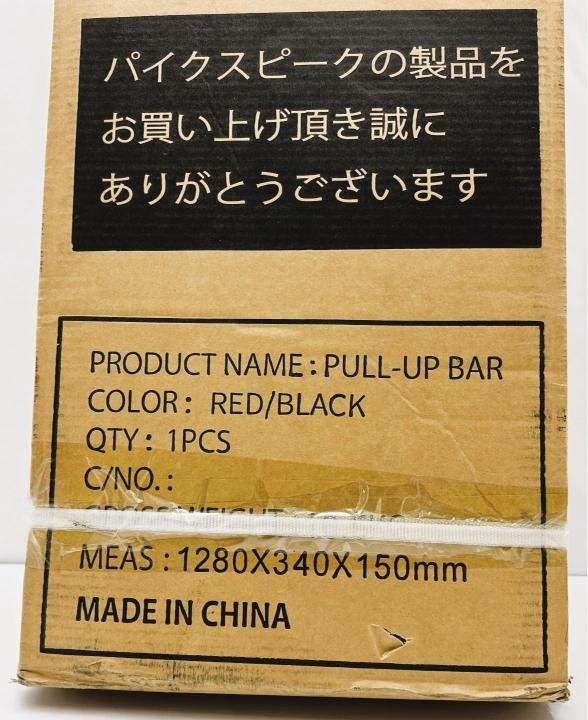 パイクスピークの製品を
お買い上げ頂き誠に
ありがとうございます
PRODUCT NAME : PULL-UP BAR
COLOR : RED/BLACK
QTY : 1PCS
C/NO. :
MEAS : 1280X340X150mm
MADE IN CHINA